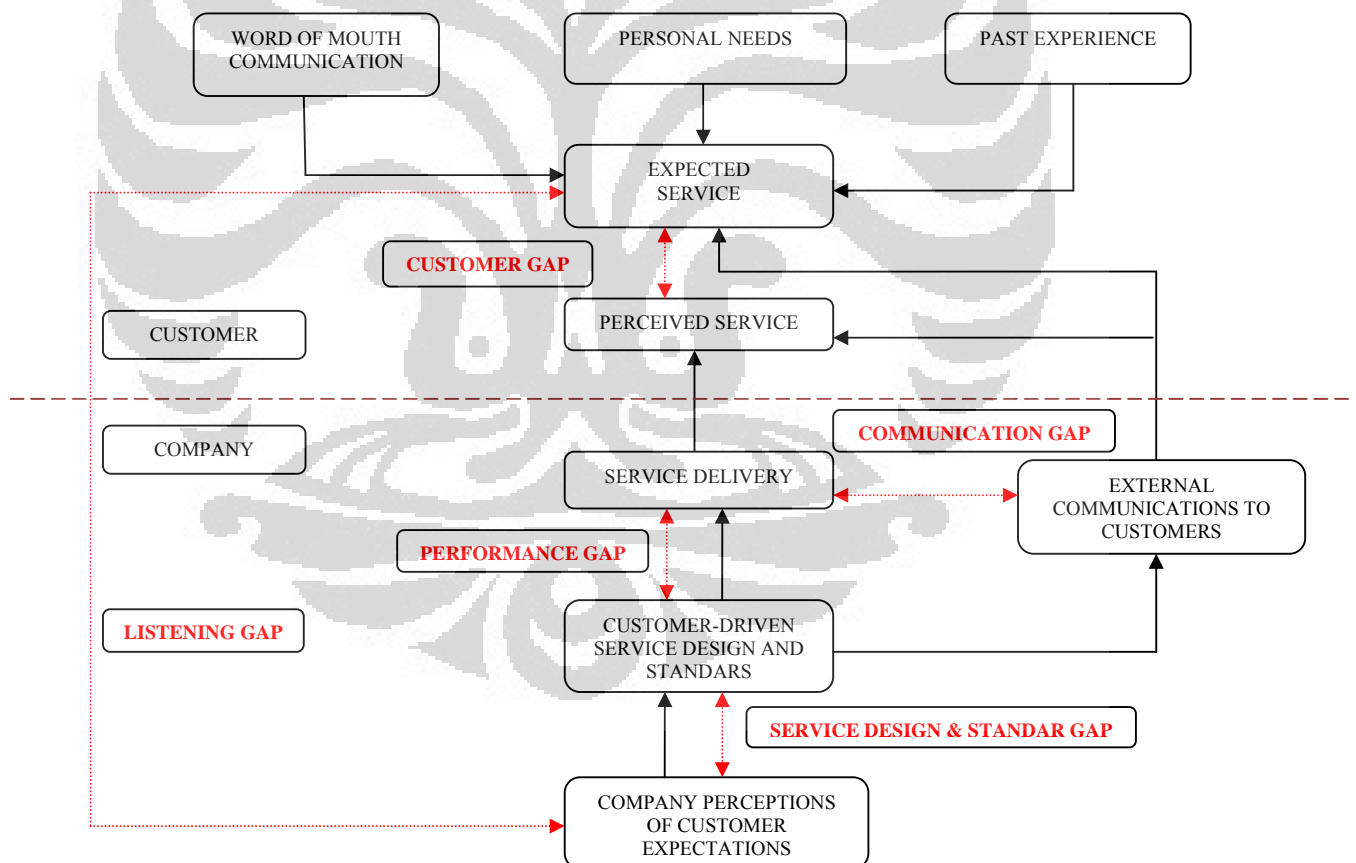 WORD OF MOUTH
COMMUNICATION
PERSONAL NEEDS
PAST EXPERIENCE
EXPECTED
SERVICE
CUSTOMER GAP
PERCEIVED SERVICE
CUSTOMER
COMPANY
COMMUNICATION GAP
SERVICE DELIVERY
EXTERNAL
COMMUNICATIONS TO
CUSTOMERS
PERFORMANCE GAP
LISTENING GAP
CUSTOMER-DRIVEN
SERVICE DESIGN AND
STANDARS
SERVICE DESIGN & STANDAR GAP
COMPANY PERCEPTIONS
OF CUSTOMER
EXPECTATIONS